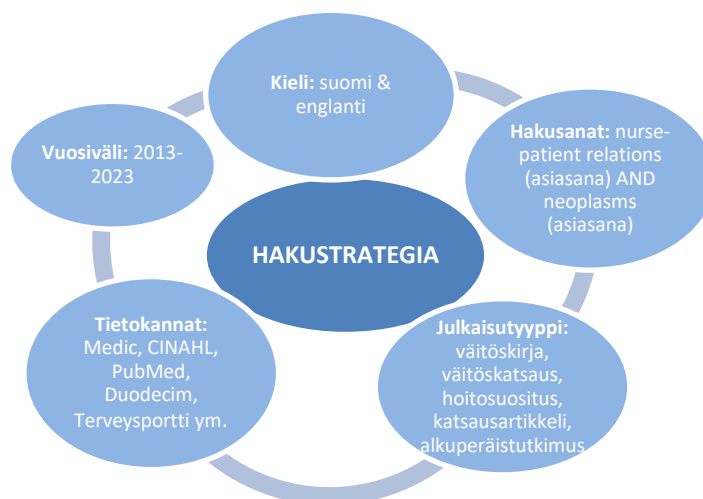 Kieli: suomi &
englanti
Hakusanat: nurse-
patient relations
(asiasana) AND
neoplasms
(asiasana)
Julkaisutyyppi:
väitöskirja,
väitöskatsaus,
hoitosuositus,
katsausartikkeli,
alkuperäistutkimus
Tietokannat:
Medic, CINAHL,
PubMed,
Duodecim,
Terveysportti ym.
Vuosiväli: 2013-
2023
HAKUSTRATEGIA